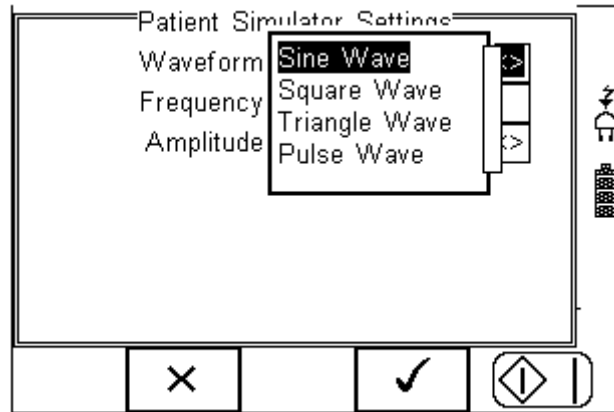 Patient Simulator Settings
Waveform
Sine Wave
<>
Frequency
Square Wave
Triangle Wave
Amplitude
Pulse Wave
<>